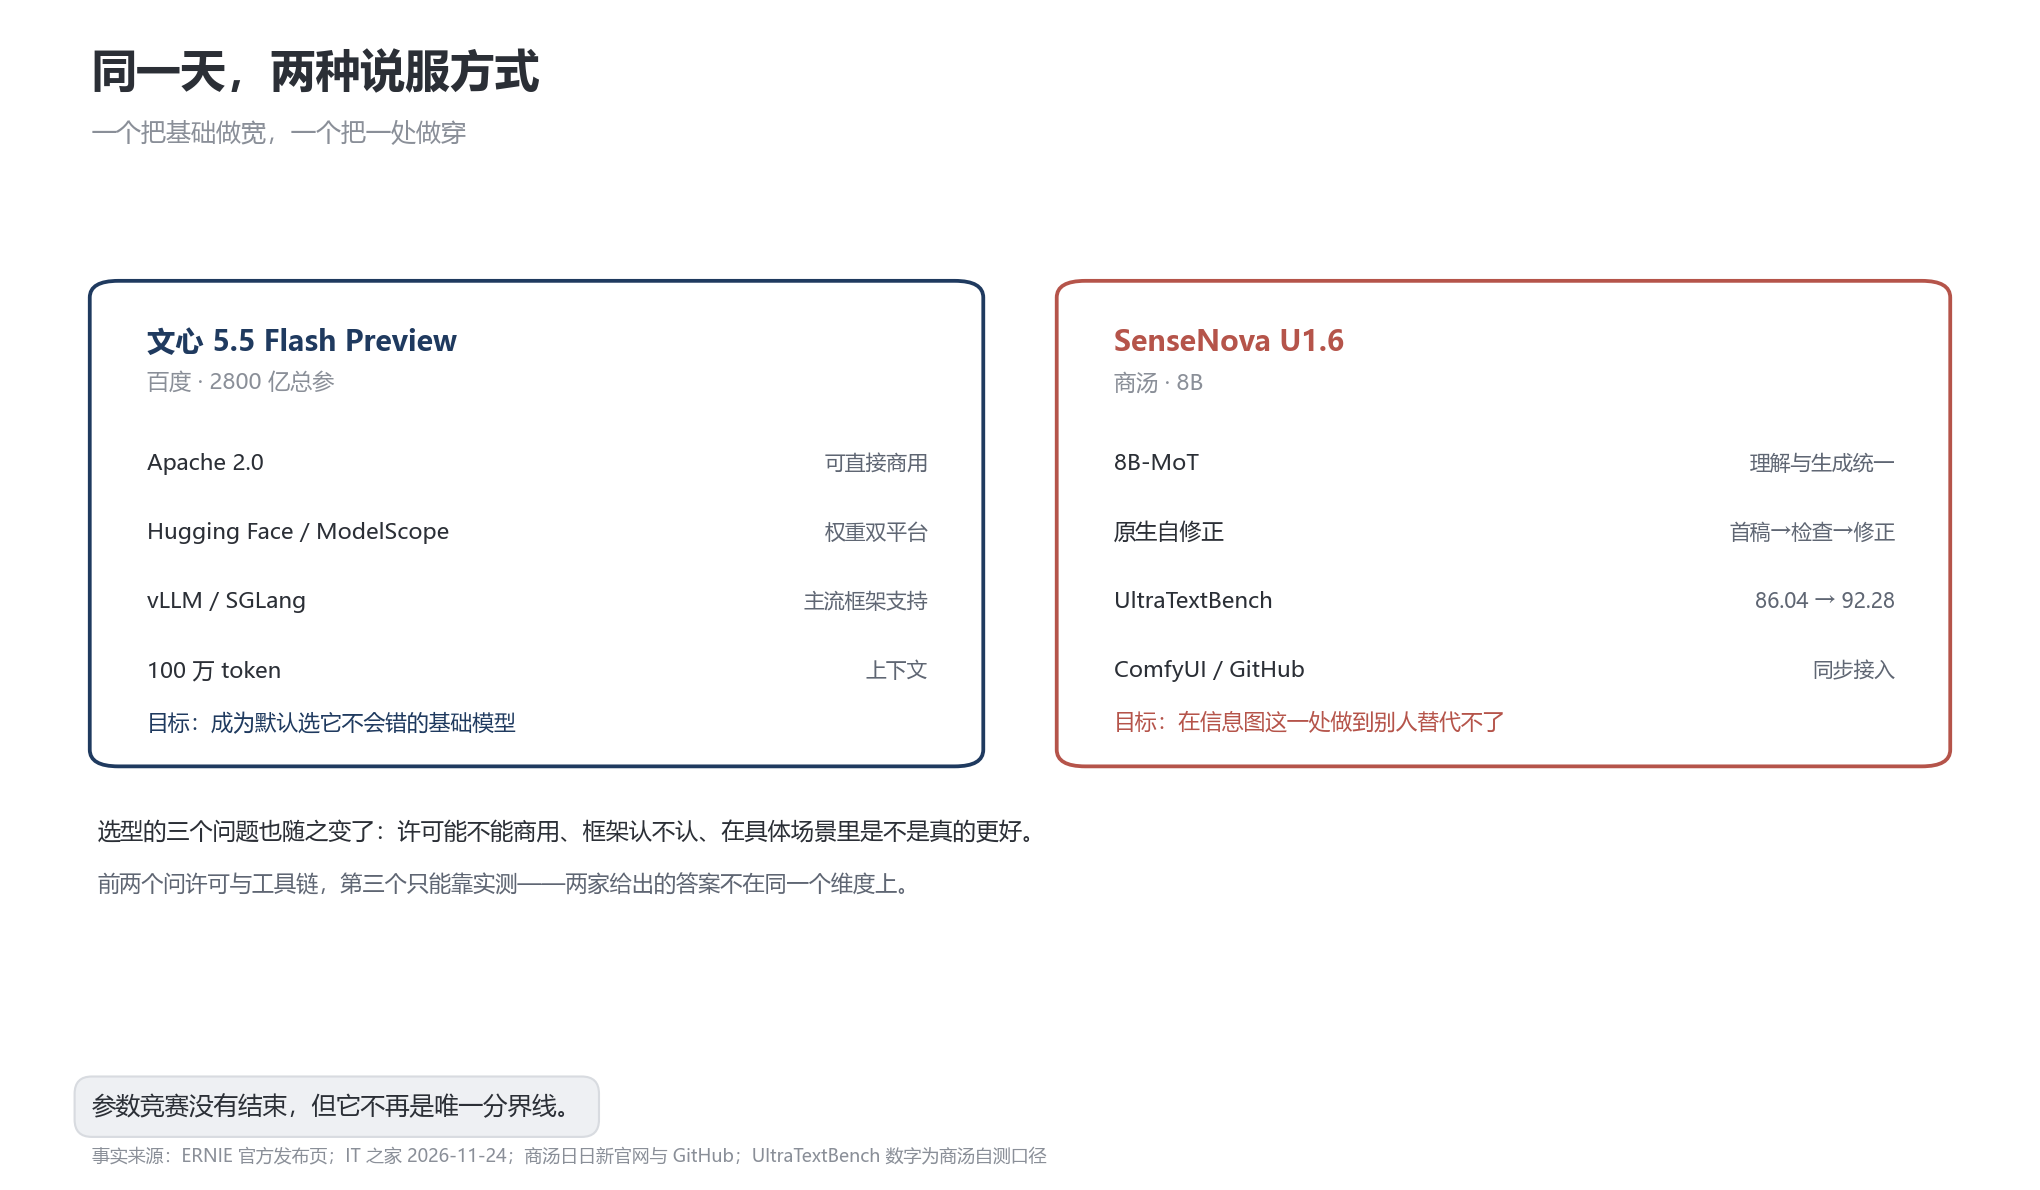 同一天，两种说服方式
一个把基础做宽，一个把一处做穿
文心 5.5 Flash Preview
百度 · 2800 亿总参
Apache 2.0 可直接商用
Hugging Face / ModelScope 权重双平台
vLLM / SGLang 主流框架支持
100 万 token 上下文
目标：成为默认选它不会错的基础模型
SenseNova U1.6
商汤 · 8B
8B-MoT 理解与生成统一
原生自修正 首稿→检查→修正
UltraTextBench 86.04 → 92.28
ComfyUI / GitHub 同步接入
目标：在信息图这一处做到别人替代不了
选型的三个问题也随之变了：许可能不能商用、框架认不认、在具体场景里是不是真的更好。
前两个问许可与工具链，第三个只能靠实测——两家给出的答案不在同一个维度上。
参数竞赛没有结束，但它不再是唯一分界线。
事实来源：ERNIE 官方发布页；IT 之家 2026-11-24；商汤日日新官网与 GitHub；UltraTextBench 数字为商汤自测口径